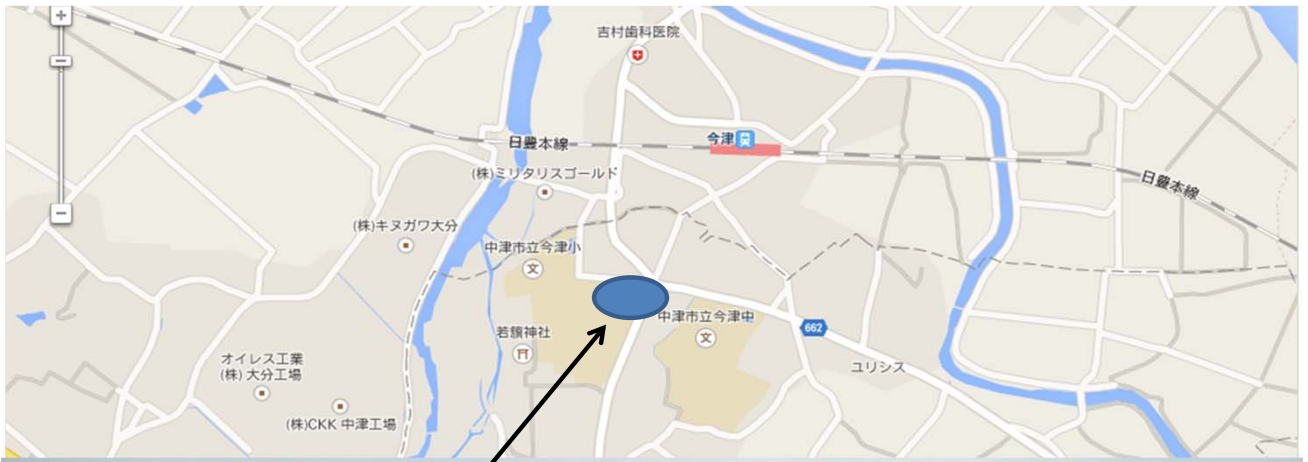 吉村歯科医院
今津
日豊本線
日豊本線
(株)ミリタリスゴールド
(株)キヌガワ大分
中津市立今津小
文
中津市立今津中
文
662
若籏神社
ユリシス
オイレス工業
(株)大分工場
(株)CKK 中津工場